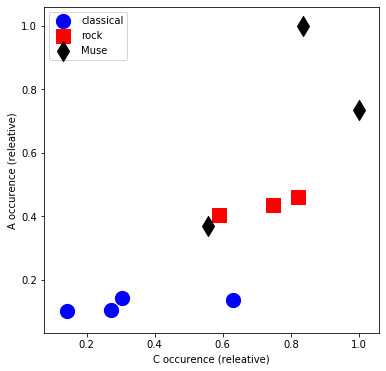 classical
rock
Muse
1.0
0.8
0.6
0.4
0.2
A occurence (releative)
0.2
0.4
0.6
0.8
1.0
C occurence (releative)